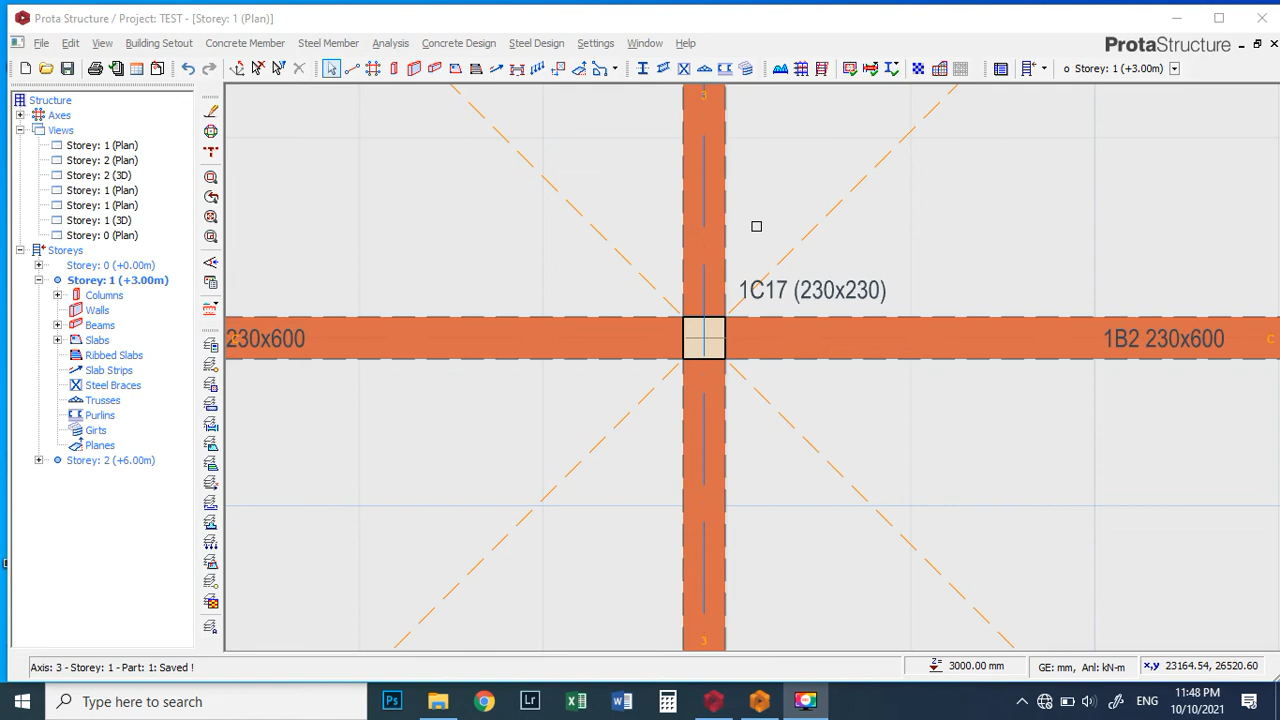 Prota Structure / Project: TEST - [Storey: 1 (Plan)]
File Edit View Building Setout Concrete Member Steel Member Analysis Concrete Design Steel Design Settings Window Help
ProtaStructure
o Storey: 1 (+3.00m)
Structure
Axes
Views
Storey: 1 (Plan)
Storey: 2 (Plan)
Storey: 2 (3D)
Storey: 1 (Plan)
Storey: 1 (Plan)
Storey: 1 (3D)
Storey: 0 (Plan)
Storeys
Storey: 0 (+0.00m)
Storey: 1 (+3.00m)
Columns
Walls
Beams
Slabs
Ribbed Slabs
Slab Strips
Steel Braces
Trusses
Purlins
Girts
Planes
Storey: 2 (+6.00m)
3
1C17 (230x230)
230x600
1B2 230x600
C
3
Axis: 3 - Storey: 1 - Part: 1: Saved !
Z= 3000.00 mm
GE: mm, Anl: kN-m
x,y 23164.54, 26520.60
Type here to search
Ps
Lr
ENG
11:48 PM
10/10/2021